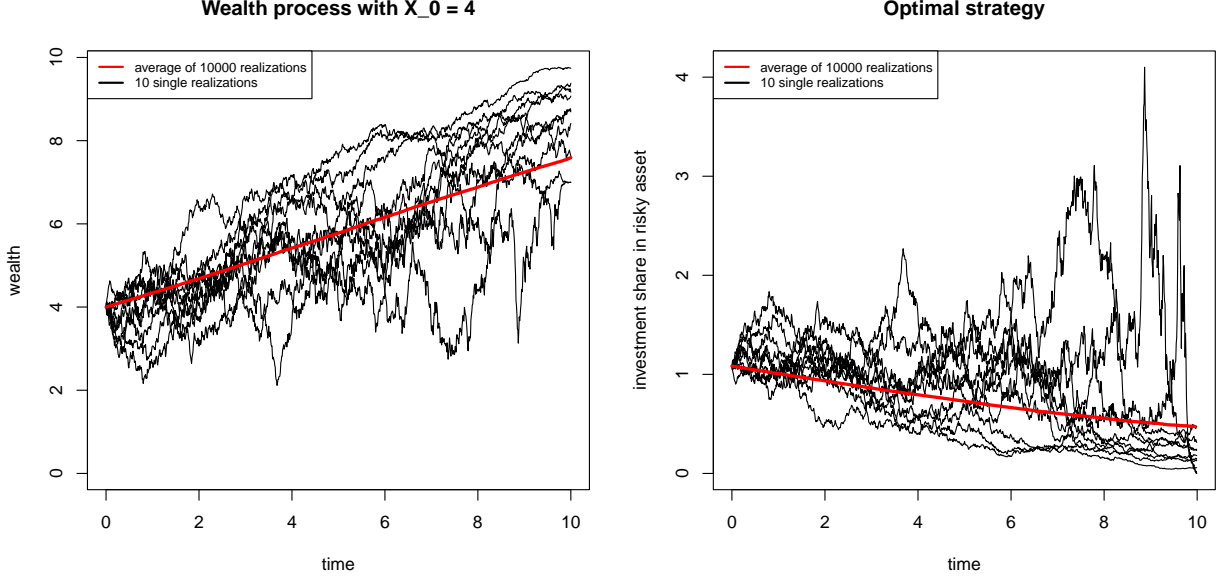 Wealth process with X_0 = 4
average of 10000 realizations
10 single realizations
wealth
0
2
4
6
8
10
0 2 4 6 8 10
time
Optimal strategy
average of 10000 realizations
10 single realizations
investment share in risky asset
0
1
2
3
4
0 2 4 6 8 10
time